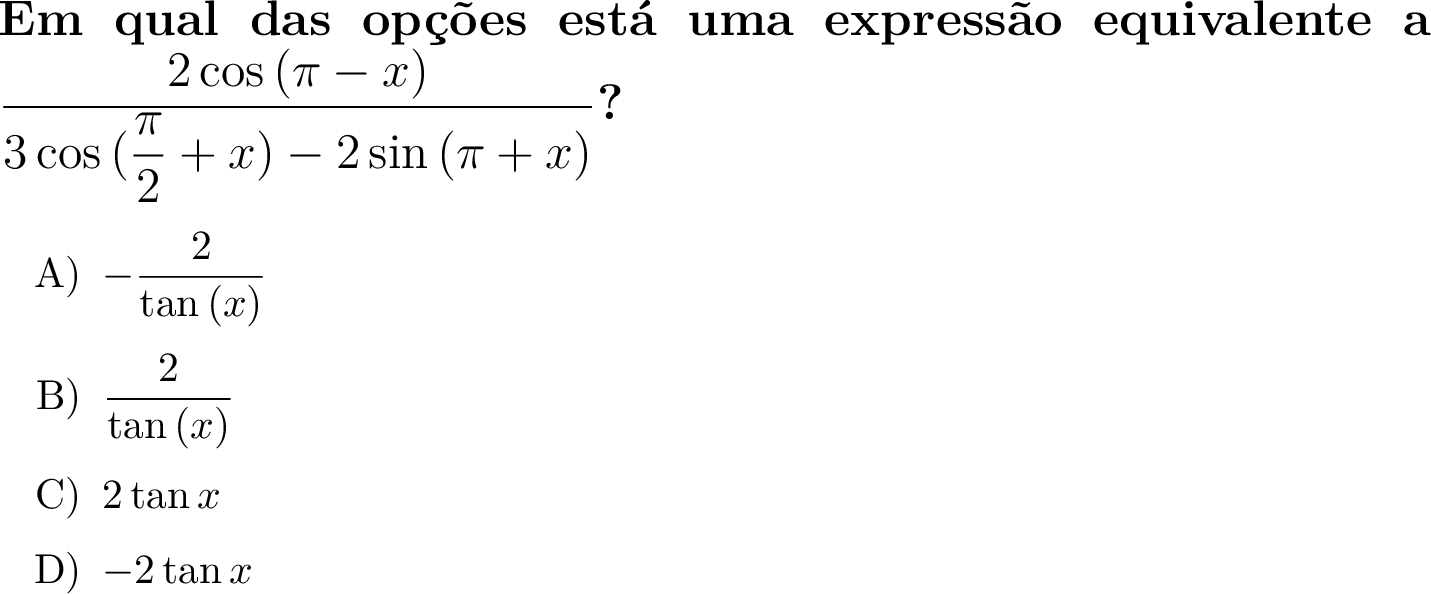 Em qual das opções está uma expressão equivalente a
\frac{2\cos(\pi - x)}{3\cos(\frac{\pi}{2} + x) - 2\sin(\pi + x)}?
A) -\frac{2}{\tan(x)}
B) \frac{2}{\tan(x)}
C) 2 tan x
D) −2 tan x